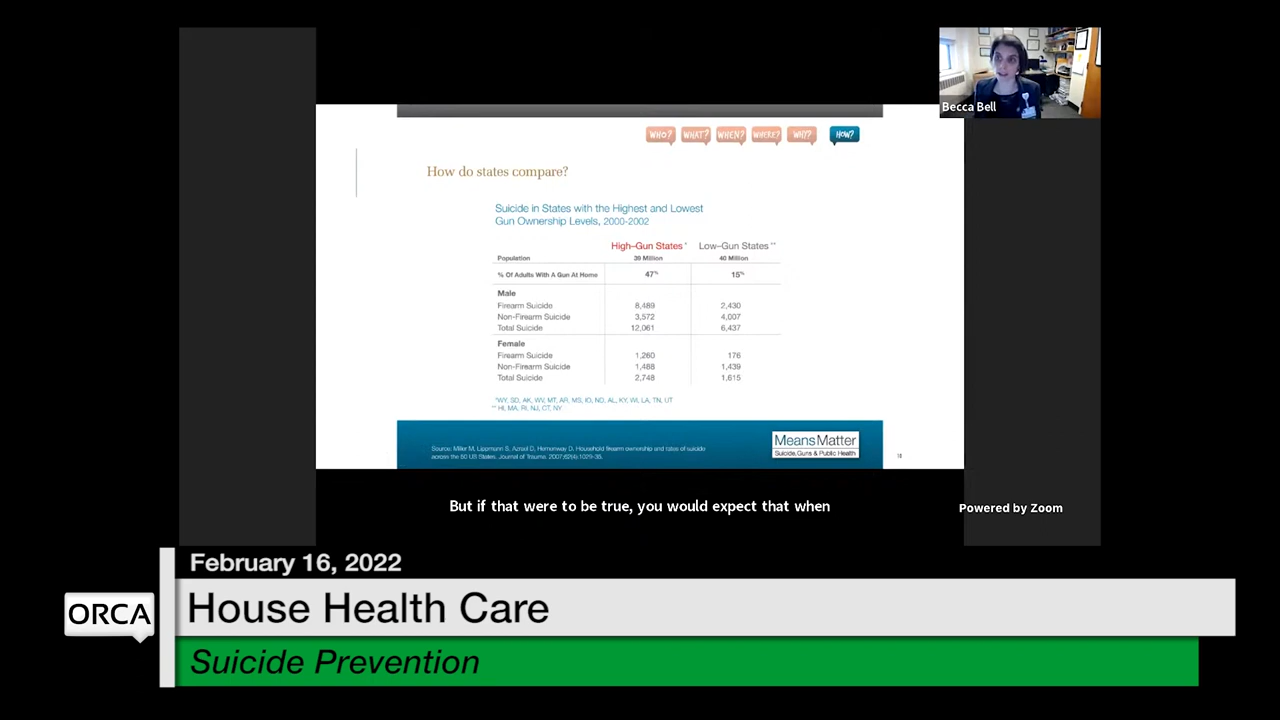 Becca Bell
WHO? WHAT? WHEN? WHERE? WHY? HOW?
How do states compare?
Suicide in States with the Highest and Lowest
Gun Ownership Levels, 2000-2002
High–Gun States * Low–Gun States **
Population 39 Million 40 Million
% Of Adults With A Gun At Home 47% 15%
Male
Firearm Suicide 8,489 2,430
Non-Firearm Suicide 3,572 4,007
Total Suicide 12,061 6,437
Female
Firearm Suicide 1,260 176
Non-Firearm Suicide 1,488 1,439
Total Suicide 2,748 1,615
*WY, SD, AK, WV, MT, AR, MS, ID, ND, AL, KY, WI, LA, TN, UT
** HI, MA, RI, NJ, CT, NY
Source: Miller M, Lippmann S, Azrael D, Hemenway D. Household firearm ownership and rates of suicide
across the 50 US States. Journal of Trauma. 2007;62(4):1029-35.
MeansMatter
Suicide, Guns & Public Health
18
But if that were to be true, you would expect that when
Powered by Zoom
February 16, 2022
ORCA
House Health Care
Suicide Prevention